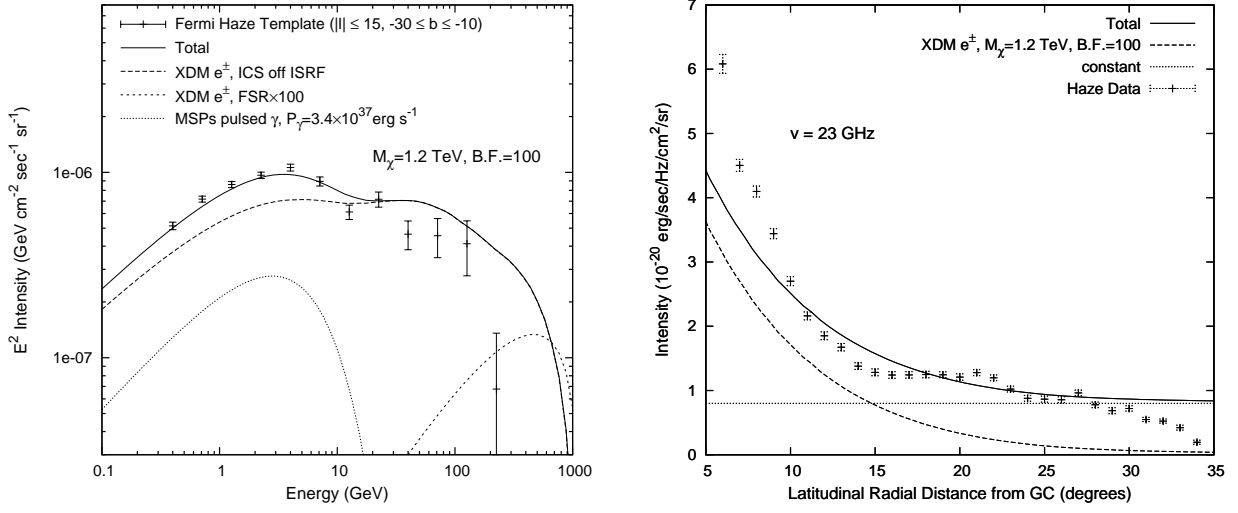 Fermi Haze Template (|l| ≤ 15, -30 ≤ b ≤ -10)
Total
XDM e±, ICS off ISRF
XDM e±, FSR×100
MSPs pulsed γ, Pγ=3.4×10^37 erg s^-1
Mχ=1.2 TeV, B.F.=100
E^2 Intensity (GeV cm^-2 sec^-1 sr^-1)
1e-06
1e-07
0.1 1 10 100 1000
Energy (GeV)
Total
XDM e±, Mχ=1.2 TeV, B.F.=100
constant
Haze Data
ν = 23 GHz
Intensity (10^-20 erg/sec/Hz/cm^2/sr)
7
6
5
4
3
2
1
0
5 10 15 20 25 30 35
Latitudinal Radial Distance from GC (degrees)